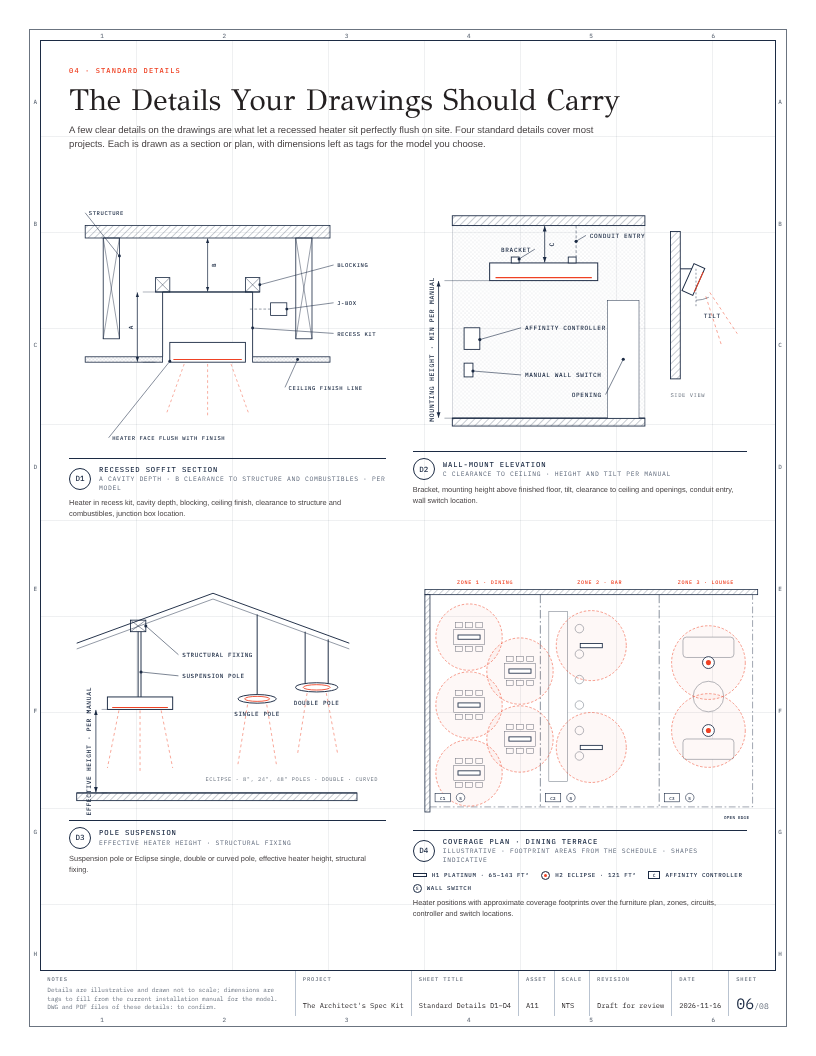 1 2 3 4 5 6
04 · STANDARD DETAILS
The Details Your Drawings Should Carry
A few clear details on the drawings are what let a recessed heater sit perfectly flush on site. Four standard details cover most
projects. Each is drawn as a section or plan, with dimensions left as tags for the model you choose.
A A
B B
C C
D D
E E
F F
G G
H H
STRUCTURE
B
BLOCKING
J-BOX
A
RECESS KIT
CEILING FINISH LINE
HEATER FACE FLUSH WITH FINISH
D1
RECESSED SOFFIT SECTION
A CAVITY DEPTH · B CLEARANCE TO STRUCTURE AND COMBUSTIBLES · PER
MODEL
Heater in recess kit, cavity depth, blocking, ceiling finish, clearance to structure and
combustibles, junction box location.
CONDUIT ENTRY
BRACKET
C
MOUNTING HEIGHT · MIN PER MANUAL
AFFINITY CONTROLLER
MANUAL WALL SWITCH
OPENING
TILT
SIDE VIEW
D2
WALL-MOUNT ELEVATION
C CLEARANCE TO CEILING · HEIGHT AND TILT PER MANUAL
Bracket, mounting height above finished floor, tilt, clearance to ceiling and openings, conduit entry,
wall switch location.
STRUCTURAL FIXING
SUSPENSION POLE
DOUBLE POLE
SINGLE POLE
EFFECTIVE HEIGHT · PER MANUAL
ECLIPSE · 8", 24", 48" POLES · DOUBLE · CURVED
D3
POLE SUSPENSION
EFFECTIVE HEATER HEIGHT · STRUCTURAL FIXING
Suspension pole or Eclipse single, double or curved pole, effective heater height, structural
fixing.
ZONE 1 · DINING
ZONE 2 · BAR
ZONE 3 · LOUNGE
C1 S
C2 S
C3 S
OPEN EDGE
D4
COVERAGE PLAN · DINING TERRACE
ILLUSTRATIVE · FOOTPRINT AREAS FROM THE SCHEDULE · SHAPES
INDICATIVE
H1 PLATINUM · 65–143 FT² H2 ECLIPSE · 121 FT² C AFFINITY CONTROLLER
S WALL SWITCH
Heater positions with approximate coverage footprints over the furniture plan, zones, circuits,
controller and switch locations.
NOTES
Details are illustrative and drawn not to scale; dimensions are
tags to fill from the current installation manual for the model.
DWG and PDF files of these details: to confirm.
PROJECT
The Architect's Spec Kit
SHEET TITLE
Standard Details D1–D4
ASSET
A11
SCALE
NTS
REVISION
Draft for review
DATE
2026-11-16
SHEET
06/08
1 2 3 4 5 6